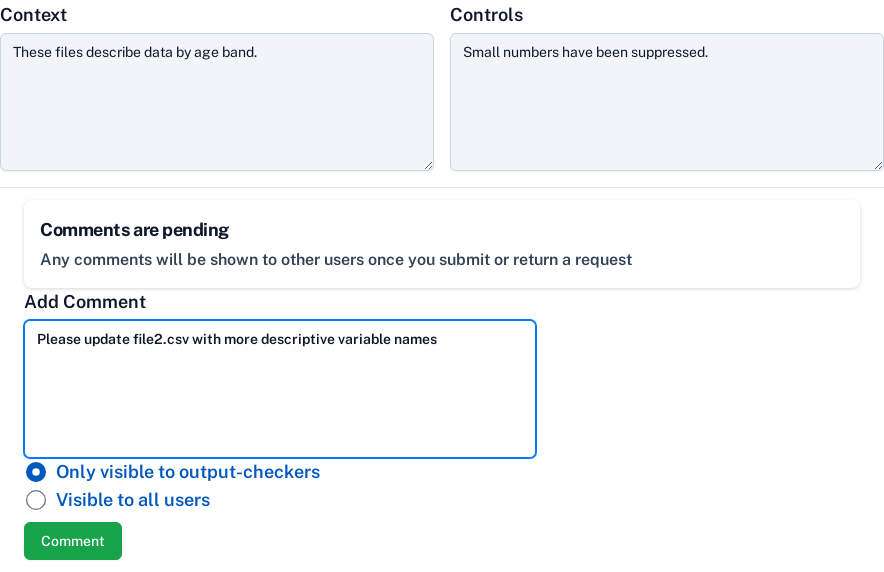 Context
Controls
These files describe data by age band.
Small numbers have been suppressed.
Comments are pending
Any comments will be shown to other users once you submit or return a request
Add Comment
Please update file2.csv with more descriptive variable names
Only visible to output-checkers
Visible to all users
Comment